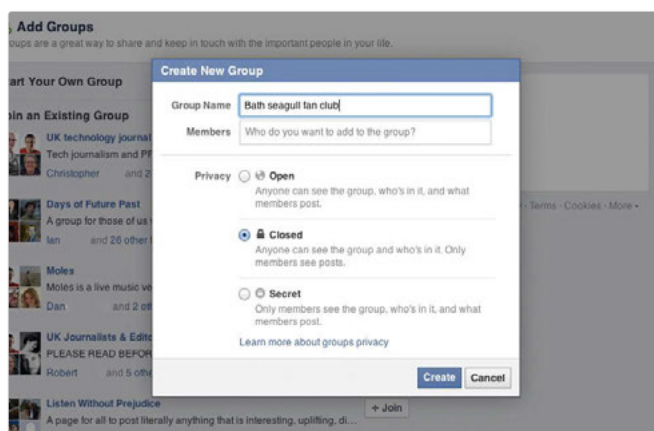 Add Groups
oups are a great way to share and keep in touch with the important people in your life.
art Your Own Group
oin an Existing Group
UK technology journal
Tech journalism and PF
Christopher and 2
Days of Future Past
A group for those of us
Ian and 26 other
Moles
Moles is a live music ve
Dan and 2 ot
UK Journalists & Edito
PLEASE READ BEFOR
Robert and 5 othe
Listen Without Prejudice
A page for all to post literally anything that is interesting, uplifting, di...
+ Join
Terms · Cookies · More
Create New Group
Group Name Bath seagull fan club
Members Who do you want to add to the group?
Privacy Open
Anyone can see the group, who's in it, and what
members post.
Closed
Anyone can see the group and who's in it. Only
members see posts.
Secret
Only members see the group, who's in it, and what
members post.
Learn more about groups privacy
Create Cancel